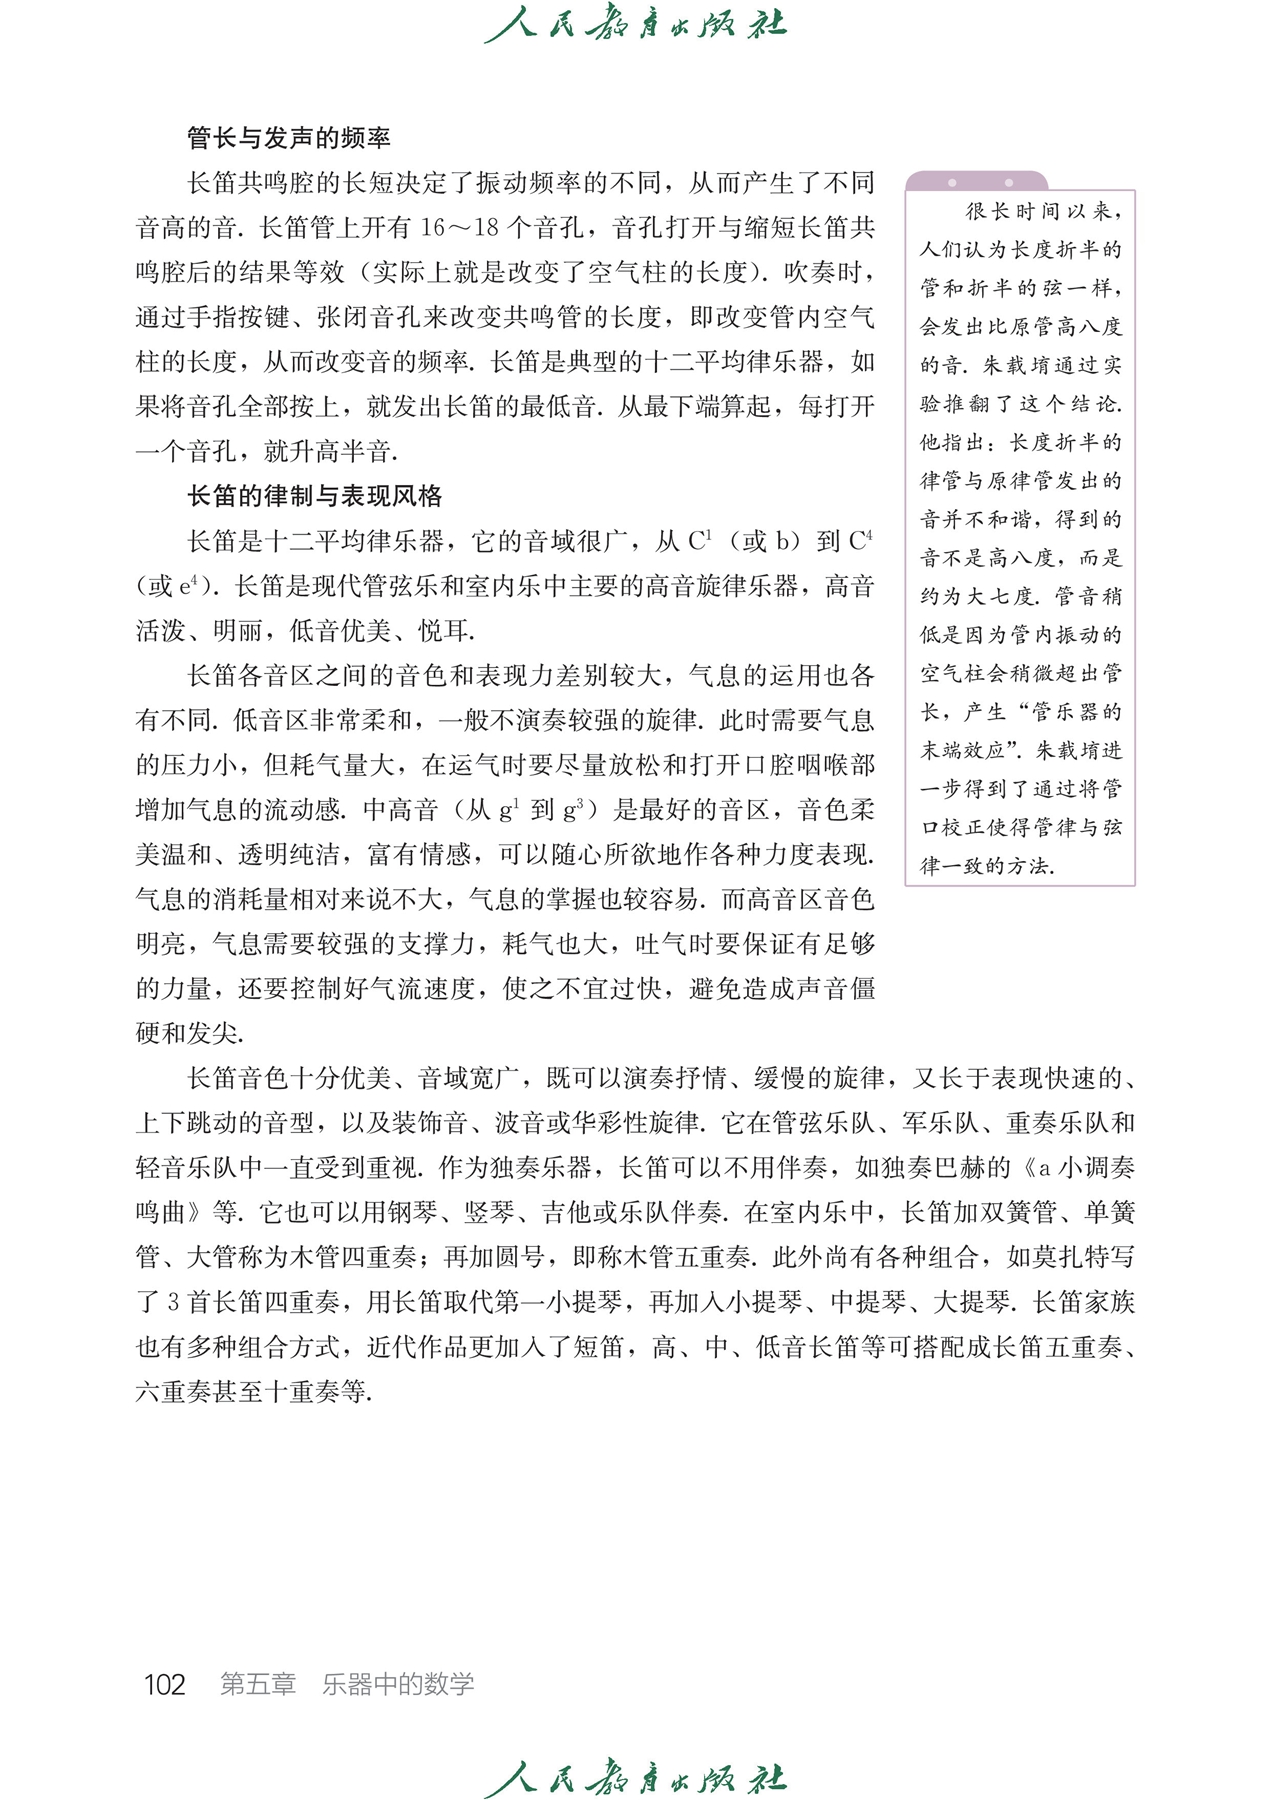 人民教育出版社
管长与发声的频率
长笛共鸣腔的长短决定了振动频率的不同，从而产生了不同
音高的音. 长笛管上开有 16～18 个音孔，音孔打开与缩短长笛共
鸣腔后的结果等效（实际上就是改变了空气柱的长度）. 吹奏时，
通过手指按键、张闭音孔来改变共鸣管的长度，即改变管内空气
柱的长度，从而改变音的频率. 长笛是典型的十二平均律乐器，如
果将音孔全部按上，就发出长笛的最低音. 从最下端算起，每打开
一个音孔，就升高半音.
长笛的律制与表现风格
长笛是十二平均律乐器，它的音域很广，从 C¹（或 b）到 C⁴
（或 e⁴）. 长笛是现代管弦乐和室内乐中主要的高音旋律乐器，高音
活泼、明丽，低音优美、悦耳.
长笛各音区之间的音色和表现力差别较大，气息的运用也各
有不同. 低音区非常柔和，一般不演奏较强的旋律. 此时需要气息
的压力小，但耗气量大，在运气时要尽量放松和打开口腔咽喉部
增加气息的流动感. 中高音（从 g¹ 到 g³）是最好的音区，音色柔
美温和、透明纯洁，富有情感，可以随心所欲地作各种力度表现.
气息的消耗量相对来说不大，气息的掌握也较容易. 而高音区音色
明亮，气息需要较强的支撑力，耗气也大，吐气时要保证有足够
的力量，还要控制好气流速度，使之不宜过快，避免造成声音僵
硬和发尖.
很长时间以来，
人们认为长度折半的
管和折半的弦一样，
会发出比原管高八度
的音. 朱载堉通过实
验推翻了这个结论.
他指出：长度折半的
律管与原律管发出的
音并不和谐，得到的
音不是高八度，而是
约为大七度. 管音稍
低是因为管内振动的
空气柱会稍微超出管
长，产生“管乐器的
末端效应”. 朱载堉进
一步得到了通过将管
口校正使得管律与弦
律一致的方法.
长笛音色十分优美、音域宽广，既可以演奏抒情、缓慢的旋律，又长于表现快速的、
上下跳动的音型，以及装饰音、波音或华彩性旋律. 它在管弦乐队、军乐队、重奏乐队和
轻音乐队中一直受到重视. 作为独奏乐器，长笛可以不用伴奏，如独奏巴赫的《a 小调奏
鸣曲》等. 它也可以用钢琴、竖琴、吉他或乐队伴奏. 在室内乐中，长笛加双簧管、单簧
管、大管称为木管四重奏；再加圆号，即称木管五重奏. 此外尚有各种组合，如莫扎特写
了 3 首长笛四重奏，用长笛取代第一小提琴，再加入小提琴、中提琴、大提琴. 长笛家族
也有多种组合方式，近代作品更加入了短笛，高、中、低音长笛等可搭配成长笛五重奏、
六重奏甚至十重奏等.
102 第五章 乐器中的数学
人民教育出版社